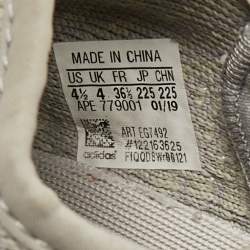 MADE IN CHINA
US UK FR JP CHN
4½ 4 36⅔ 225 225
APE 779001 01/19
ART EG7492
#122163625
adidas